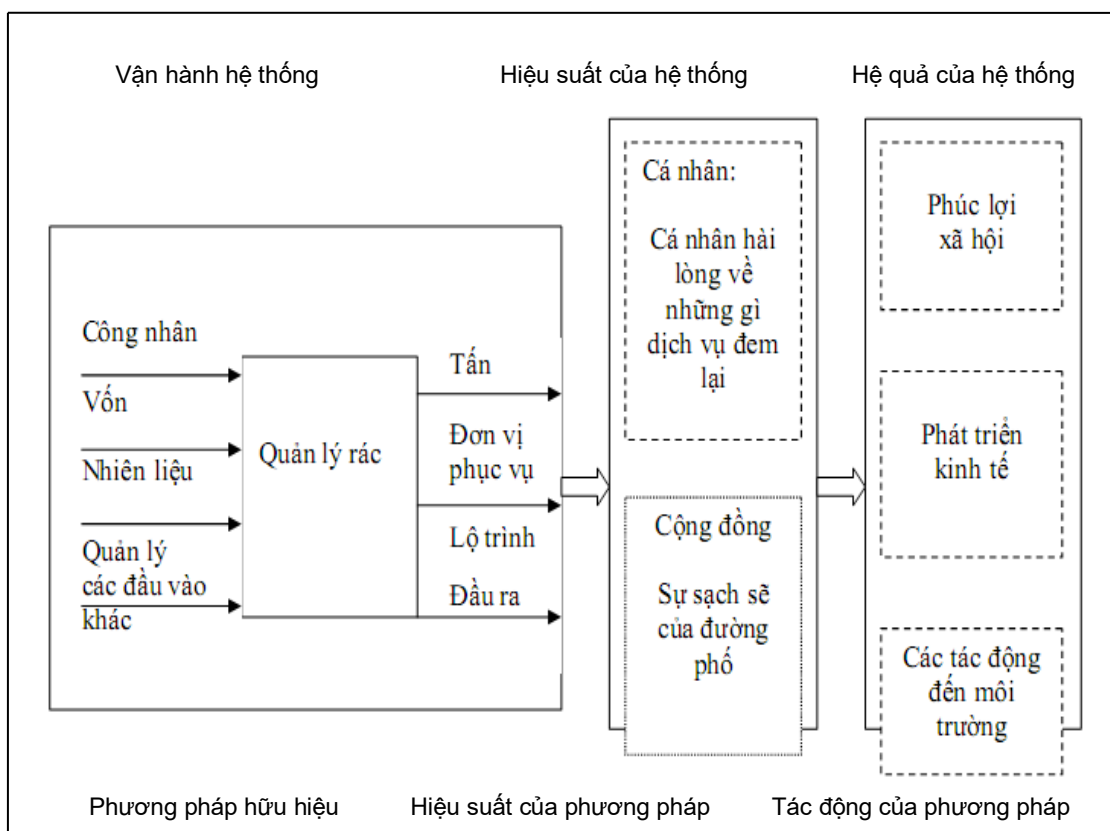 Vận hành hệ thống
Hiệu suất của hệ thống
Hệ quả của hệ thống
Công nhân
Vốn
Nhiên liệu
Quản lý
các đầu vào
khác
Quản lý rác
Tấn
Đơn vị
phục vụ
Lộ trình
Đầu ra
Cá nhân:
Cá nhân hài
lòng về
những gì
dịch vụ đem
lại
Cộng đồng
Sự sạch sẽ
của đường
phố
Phúc lợi
xã hội
Phát triển
kinh tế
Các tác động
đến môi
trường
Phương pháp hữu hiệu
Hiệu suất của phương pháp
Tác động của phương pháp